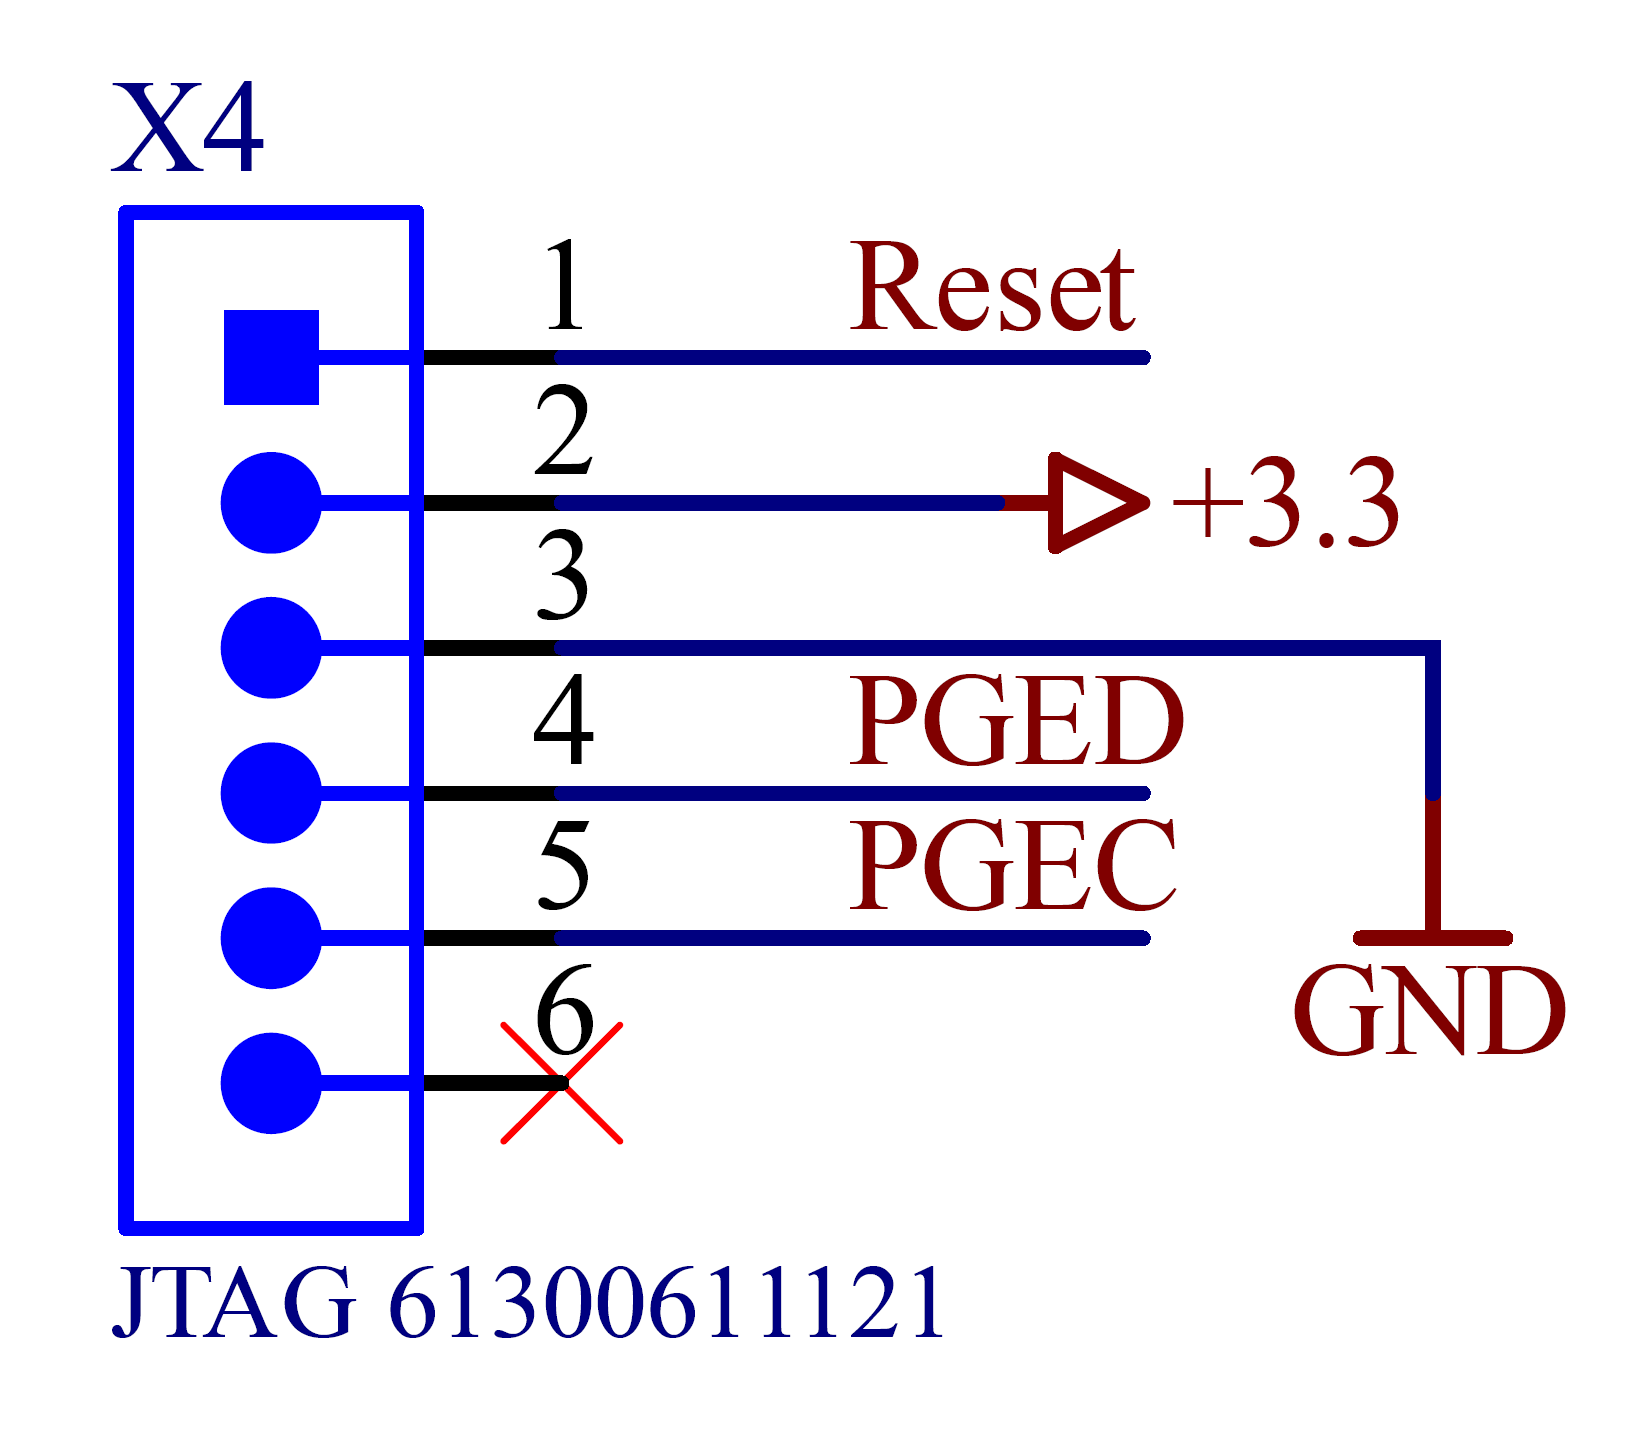 X4
1 Reset
2 +3.3
3
4 PGED
5 PGEC
6 GND
JTAG 61300611121